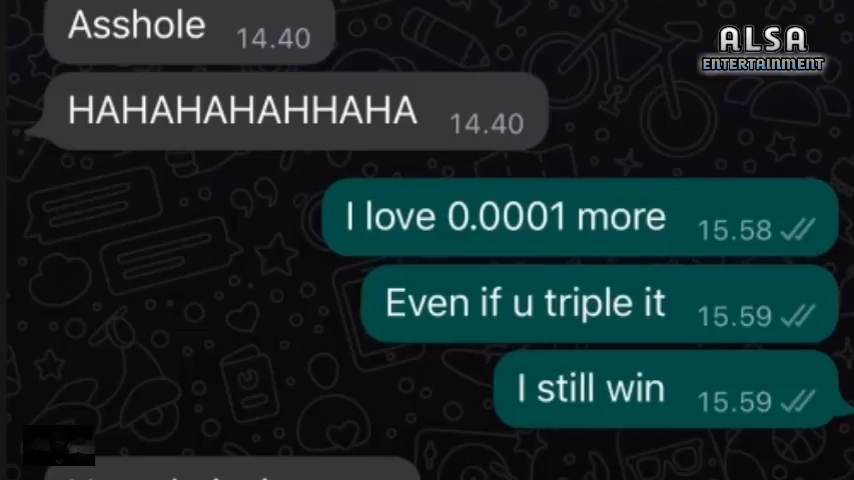 Asshole 14.40
ALSA
ENTERTAINMENT
HAHAHAHAHHAHA 14.40
I love 0.0001 more 15.58
Even if u triple it 15.59
I still win 15.59